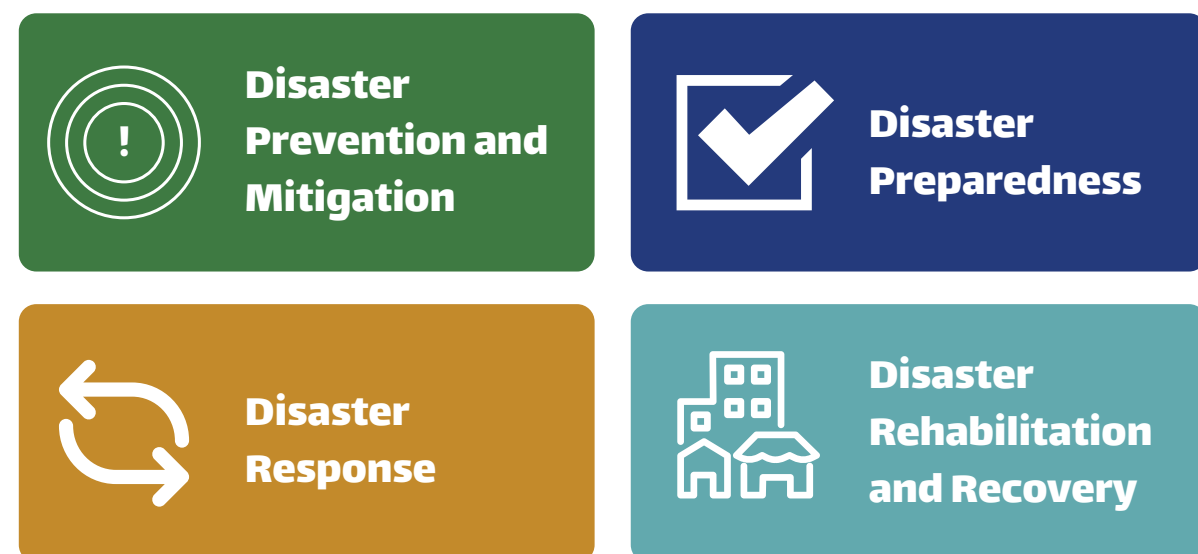 !
Disaster
Prevention and
Mitigation
Disaster
Preparedness
Disaster
Response
Disaster
Rehabilitation
and Recovery